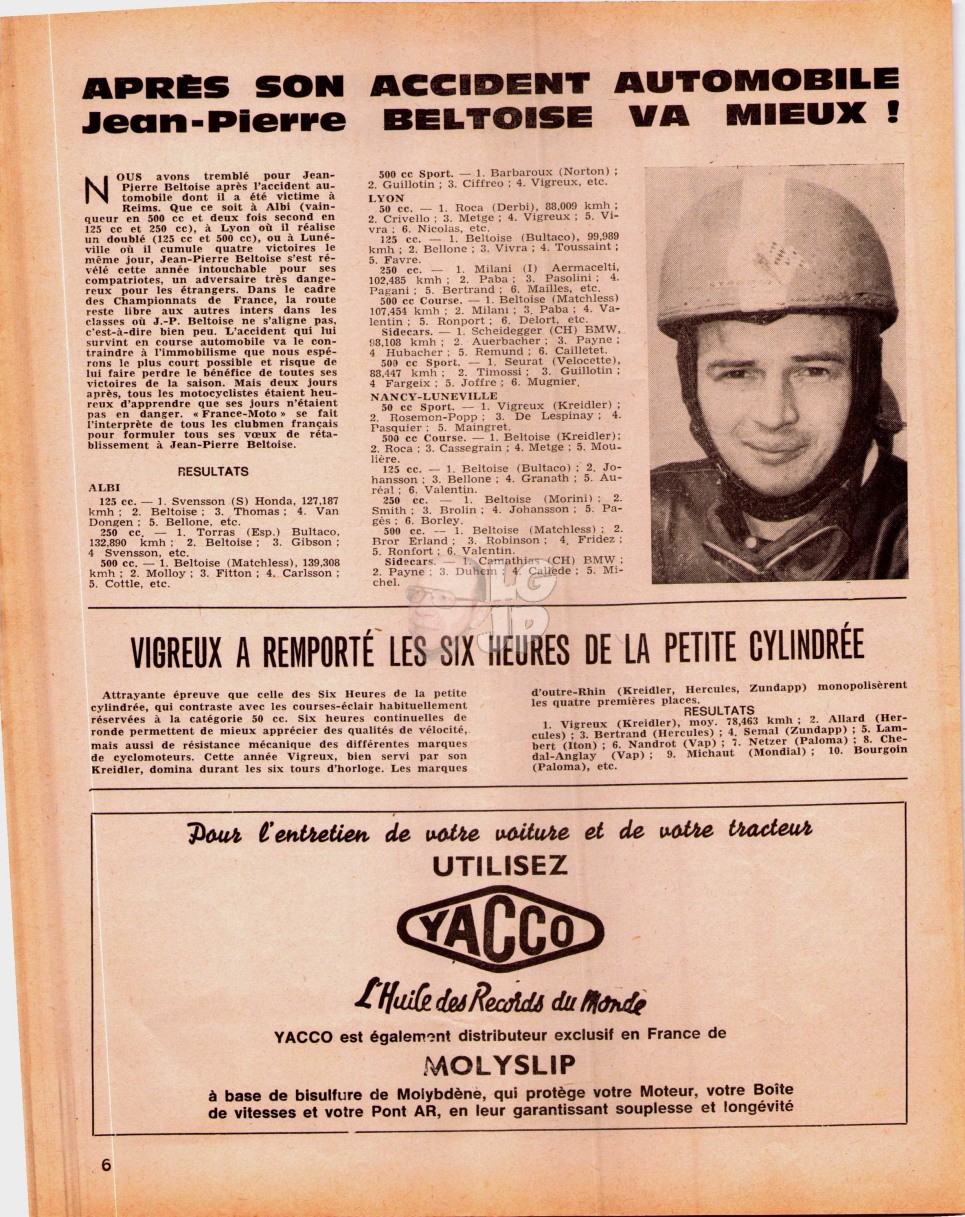 APRÈS SON ACCIDENT AUTOMOBILE
Jean-Pierre BELTOISE VA MIEUX !
NOUS avons tremblé pour Jean-
Pierre Beltoise après l'accident au-
tomobile dont il a été victime à
Reims. Que ce soit à Albi (vain-
queur en 500 cc et deux fois second en
125 cc et 250 cc), à Lyon où il réalise
un doublé (125 cc et 500 cc), ou à Luné-
ville où il cumule quatre victoires le
même jour, Jean-Pierre Beltoise s'est ré-
vélé cette année intouchable pour ses
compatriotes, un adversaire très dange-
reux pour les étrangers. Dans le cadre
des Championnats de France, la route
reste libre aux autres inters dans les
classes où J.-P. Beltoise ne s'aligne pas,
c'est-à-dire bien peu. L'accident qui lui
survint en course automobile va le con-
traindre à l'immobilisme que nous espé-
rons le plus court possible et risque de
lui faire perdre le bénéfice de toutes ses
victoires de la saison. Mais deux jours
après, tous les motocyclistes étaient heu-
reux d'apprendre que ses jours n'étaient
pas en danger. « France-Moto » se fait
l'interprète de tous les clubmen français
pour formuler tous ses vœux de réta-
blissement à Jean-Pierre Beltoise.
RESULTATS
ALBI
125 cc. — 1. Svensson (S) Honda, 127,187
kmh ; 2. Beltoise ; 3. Thomas ; 4. Van
Dongen ; 5. Bellone, etc.
250 cc. — 1. Torras (Esp.) Bultaco,
132,890 kmh ; 2. Beltoise ; 3. Gibson ;
4 Svensson, etc.
500 cc. — 1. Beltoise (Matchless), 139,308
kmh ; 2. Molloy ; 3. Fitton ; 4. Carlsson ;
5. Cottle, etc.
500 cc Sport. — 1. Barbaroux (Norton) ;
2. Guillotin ; 3. Ciffreo ; 4. Vigreux, etc.
LYON
50 cc. — 1. Roca (Derbi), 88,009 kmh ;
2. Crivello ; 3. Metge ; 4. Vigreux ; 5. Vi-
vra ; 6. Nicolas, etc.
125 cc. — 1. Beltoise (Bultaco), 99,989
kmh ; 2. Bellone ; 3. Vivra ; 4. Toussaint ;
5. Favre.
250 cc. — 1. Milani (I) Aermacelti,
102,485 kmh ; 2. Paba ; 3. Pasolini ; 4.
Pagani ; 5. Bertrand ; 6. Mailles, etc.
500 cc Course. — 1. Beltoise (Matchless)
107,454 kmh ; 2. Milani ; 3. Paba ; 4. Va-
lentin ; 5. Ronport ; 6. Delort, etc.
Sidecars. — 1. Scheidegger (CH) BMW,
98,108 kmh ; 2. Auerbacher ; 3. Payne ;
4 Hubacher ; 5. Remund ; 6. Cailletet.
500 cc Sport. — 1. Seurat (Velocette),
88,447 kmh ; 2. Timossi ; 3. Guillotin ;
4 Fargeix ; 5. Joffre ; 6. Mugnier.
NANCY-LUNEVILLE
50 cc Sport. — 1. Vigreux (Kreidler) ;
2. Rosemon-Popp ; 3. De Lespinay ; 4.
Pasquier ; 5. Maingret.
500 cc Course. — 1. Beltoise (Kreidler) ;
2. Roca ; 3. Cassegrain ; 4. Metge ; 5. Mou-
lière.
125 cc. — 1. Beltoise (Bultaco) ; 2. Jo-
hansson ; 3. Bellone ; 4. Granath ; 5. Au-
réal ; 6. Valentin.
250 cc. — 1. Beltoise (Morini) ; 2.
Smith ; 3. Brolin ; 4. Johansson ; 5. Pa-
gès ; 6. Borley.
500 cc. — 1. Beltoise (Matchless) ; 2.
Bror Erland ; 3. Robinson ; 4. Fridez ;
5. Ronfort ; 6. Valentin.
Sidecars. — 1. Camathias (CH) BMW ;
2. Payne ; 3. Duhem ; 4. Callede ; 5. Mi-
chel.
LG
JP
VIGREUX A REMPORTÉ LES SIX HEURES DE LA PETITE CYLINDRÉE
Attrayante épreuve que celle des Six Heures de la petite
cylindrée, qui contraste avec les courses-éclair habituellement
réservées à la catégorie 50 cc. Six heures continuelles de
ronde permettent de mieux apprécier des qualités de vélocité,
mais aussi de résistance mécanique des différentes marques
de cyclomoteurs. Cette année Vigreux, bien servi par son
Kreidler, domina durant les six tours d'horloge. Les marques
d'outre-Rhin (Kreidler, Hercules, Zundapp) monopolisèrent
les quatre premières places.
RESULTATS
1. Vigreux (Kreidler), moy. 78,463 kmh ; 2. Allard (Her-
cules) ; 3. Bertrand (Hercules) ; 4. Semal (Zundapp) ; 5. Lam-
bert (Iton) ; 6. Nandrot (Vap) ; 7. Netzer (Paloma) ; 8. Che-
dal-Anglay (Vap) ; 9. Michaut (Mondial) ; 10. Bourgoin
(Paloma), etc.
Pour l'entretien de votre voiture et de votre tracteur
UTILISEZ
YACCO
L'Huile des Records du Monde
YACCO est également distributeur exclusif en France de
MOLYSLIP
à base de bisulfure de Molybdène, qui protège votre Moteur, votre Boîte
de vitesses et votre Pont AR, en leur garantissant souplesse et longévité
6